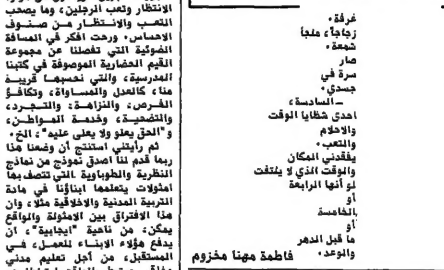 الانتظار وتعب الرجلين، وما يصحب
التعب والانتظار من صنوف
الاحساس. ورحت افكر في المسافة
الضوئية التي تفصلنا عن مجموعة
القيم الحضارية الموصوفة في كتبنا
المدرسية، والتي نحسبها قريبة
منا، كالعدل والمساواة، وتكافؤ
الفرص، والنزاهة، والتجرد،
والتضحية، وخدمة المواطن،
و"الحق يعلو ولا يعلى عليه"، الخ.
ثم رأيتني استنتج أن وضعنا هذا
ربما قدم لنا اصدق نموذج من نماذج
النظرية والطوباوية التي تتصف بها
امثولات يتعلمها ابناؤنا في مادة
التربية المدنية والاخلاقية مثلا، وان
هذا الافتراق بين الامثولة والواقع
يمكن، من ناحية "ايجابية"، ان
يدفع هؤلاء الابناء للعمل، في
المستقبل، من أجل تعليم مدني
غرفة.
زجاجاً، ملجأ
شمعة.
صار
سرة في
جسدي.
ــ السادسة،
احدى شظايا الوقت
والاحلام
والتعب.
يفقدني المكان
والوقت الذي لا يلتفت
لو أنها الرابعة
أو
الخامسة
أو
ما قبل الدهر
والوعد.
فاطمة مهنا مخزوم